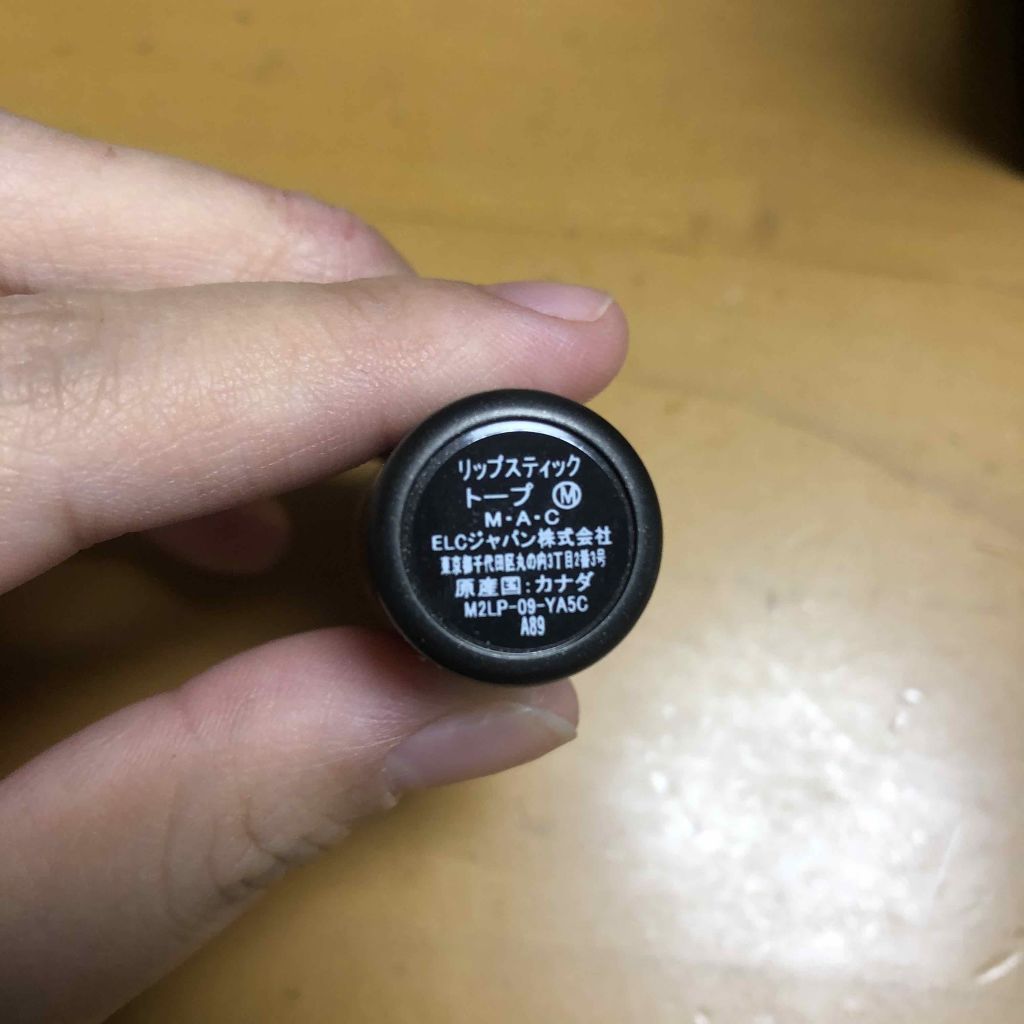 リップスティック
トープ Ⓜ
M・A・C
ELCジャパン株式会社
東京都千代田区丸の内3丁目2番3号
原産国:カナダ
M2LP-09-YA5C
A89